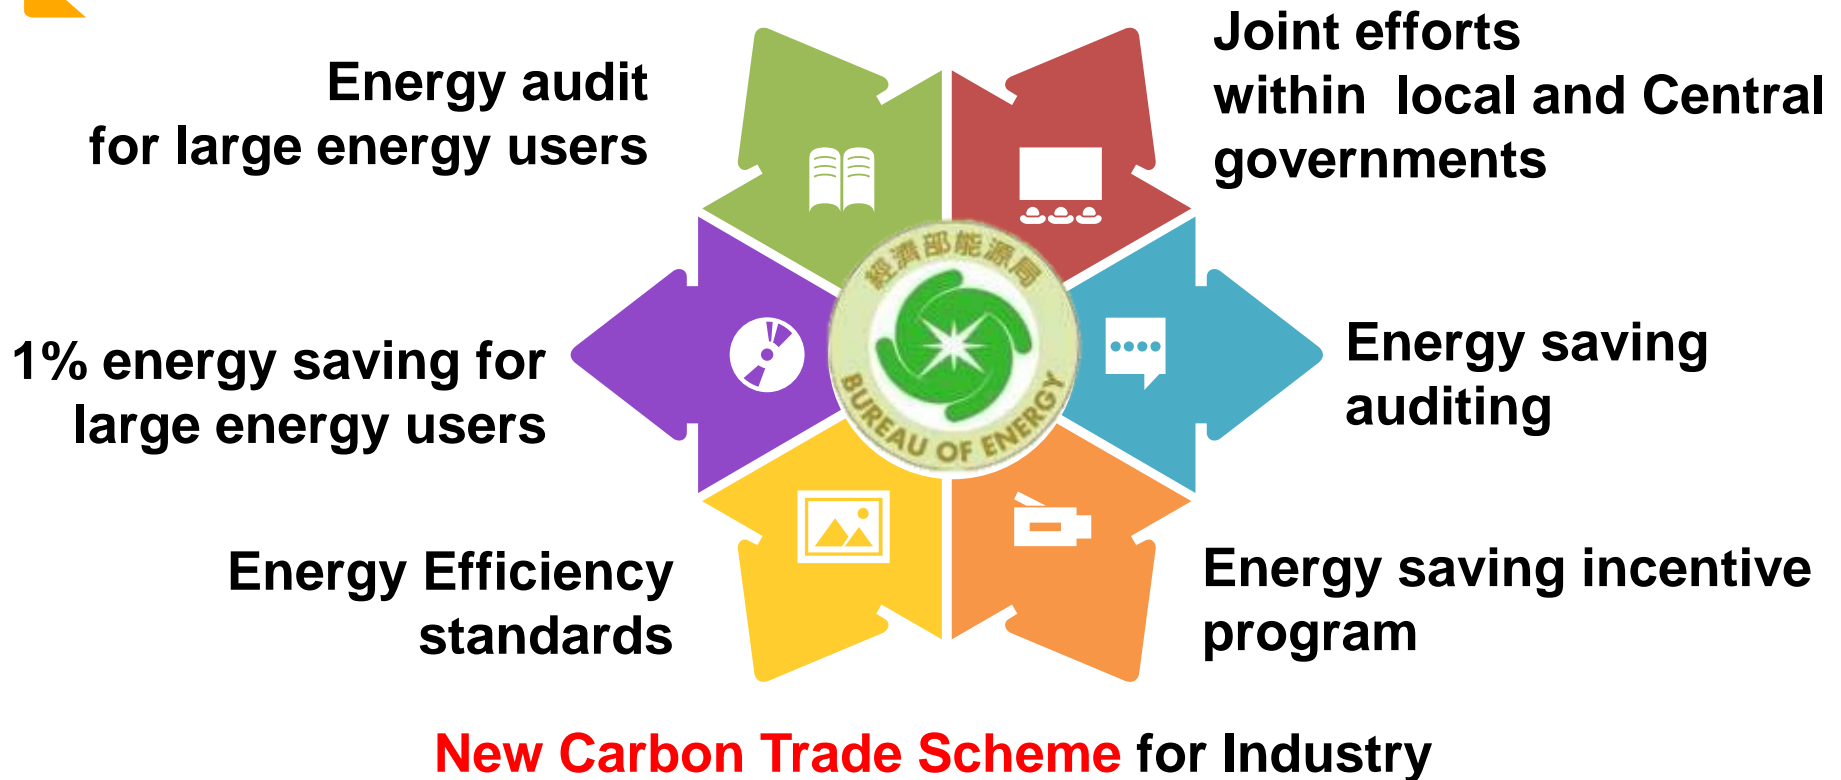 Energy audit
for large energy users
Joint efforts
within  local and Central
governments
經濟部能源局
BUREAU OF ENERGY
1% energy saving for
large energy users
Energy saving
auditing
Energy Efficiency
standards
Energy saving incentive
program
New Carbon Trade Scheme for Industry